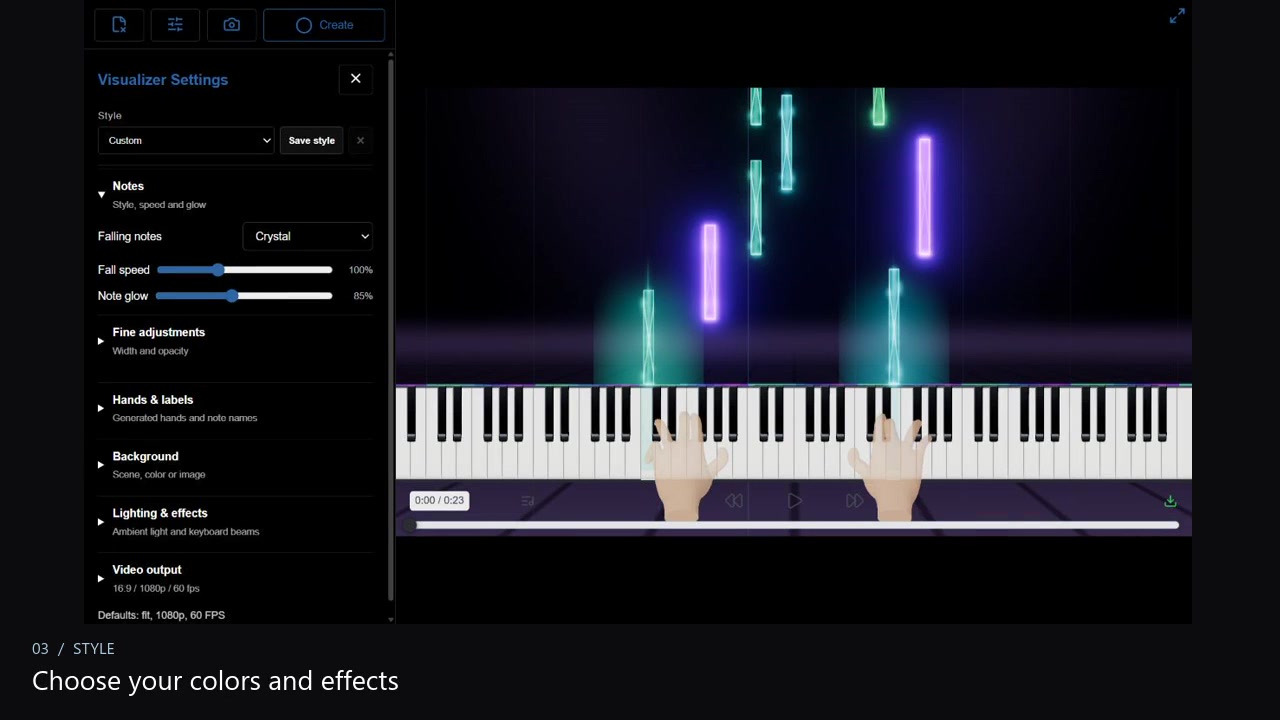 Create
Visualizer Settings
Style
Custom
Save style
Notes
Style, speed and glow
Falling notes
Crystal
Fall speed
100%
Note glow
85%
Fine adjustments
Width and opacity
Hands & labels
Generated hands and note names
Background
Scene, color or image
Lighting & effects
Ambient light and keyboard beams
Video output
16:9 / 1080p / 60 fps
Defaults: fit, 1080p, 60 FPS
0:00 / 0:23
03 / STYLE
Choose your colors and effects